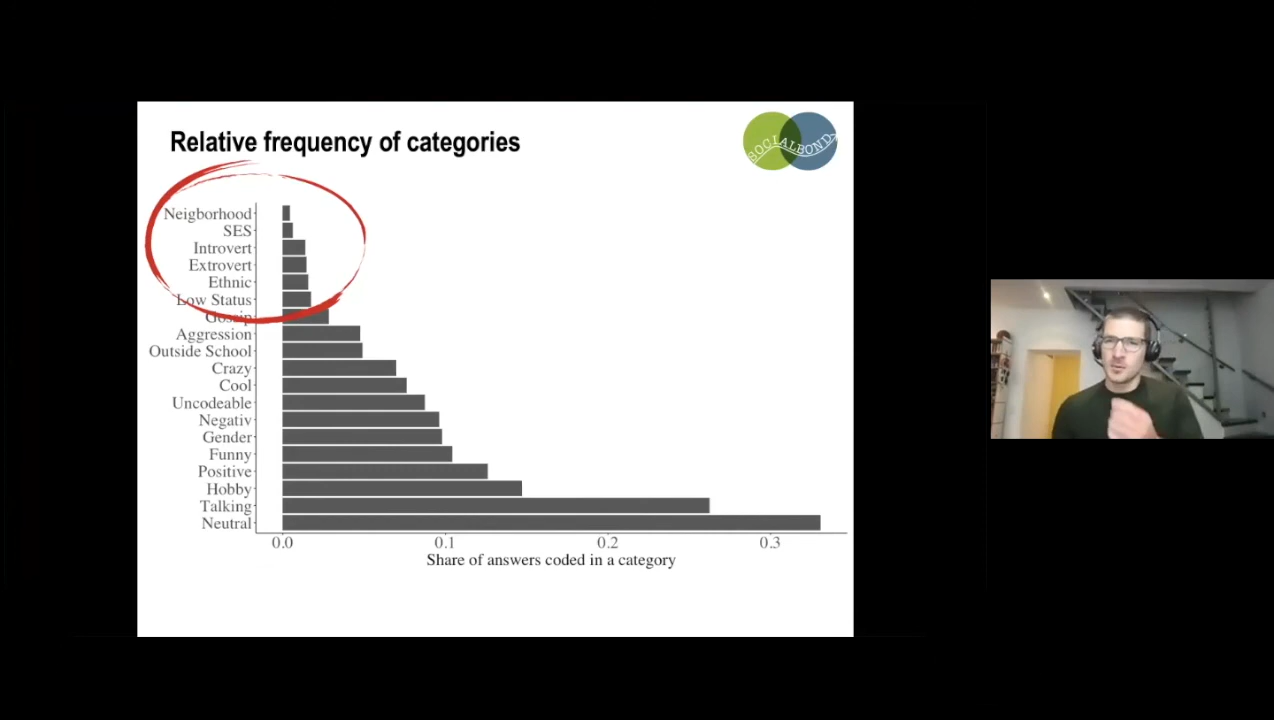 Relative frequency of categories
SOCIALBOND
Neigborhood
SES
Introvert
Extrovert
Ethnic
Low Status
Gossip
Aggression
Outside School
Crazy
Cool
Uncodeable
Negativ
Gender
Funny
Positive
Hobby
Talking
Neutral
0.0 0.1 0.2 0.3
Share of answers coded in a category